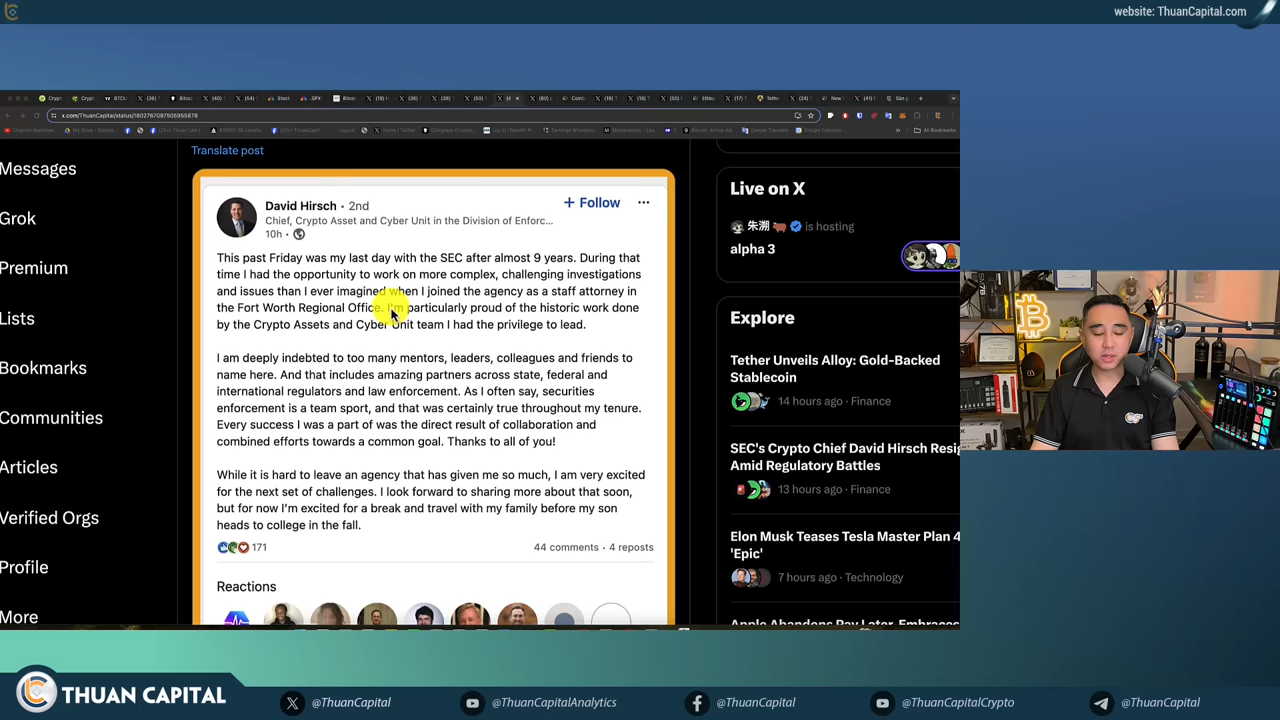 website: ThuanCapital.com
x.com/ThuanCapital/status/1802767097505955878
All Bookmarks
Translate post
Messages
Grok
Premium
Lists
Bookmarks
Communities
Articles
Verified Orgs
Profile
More
David Hirsch • 2nd
+ Follow
Chief, Crypto Asset and Cyber Unit in the Division of Enforc...
10h •
This past Friday was my last day with the SEC after almost 9 years. During that
time I had the opportunity to work on more complex, challenging investigations
and issues than I ever imagined when I joined the agency as a staff attorney in
the Fort Worth Regional Office. I'm particularly proud of the historic work done
by the Crypto Assets and Cyber Unit team I had the privilege to lead.
I am deeply indebted to too many mentors, leaders, colleagues and friends to
name here. And that includes amazing partners across state, federal and
international regulators and law enforcement. As I often say, securities
enforcement is a team sport, and that was certainly true throughout my tenure.
Every success I was a part of was the direct result of collaboration and
combined efforts towards a common goal. Thanks to all of you!
While it is hard to leave an agency that has given me so much, I am very excited
for the next set of challenges. I look forward to sharing more about that soon,
but for now I'm excited for a break and travel with my family before my son
heads to college in the fall.
171
44 comments • 4 reposts
Reactions
Live on X
朱溯 is hosting
alpha 3
Explore
Tether Unveils Alloy: Gold-Backed
Stablecoin
14 hours ago · Finance
SEC's Crypto Chief David Hirsch Resi
Amid Regulatory Battles
13 hours ago · Finance
Elon Musk Teases Tesla Master Plan 4
'Epic'
7 hours ago · Technology
Apple Abandons Pay Later, Embraces
THUAN CAPITAL
@ThuanCapital
@ThuanCapitalAnalytics
@ThuanCapital
@ThuanCapitalCrypto
@ThuanCapital